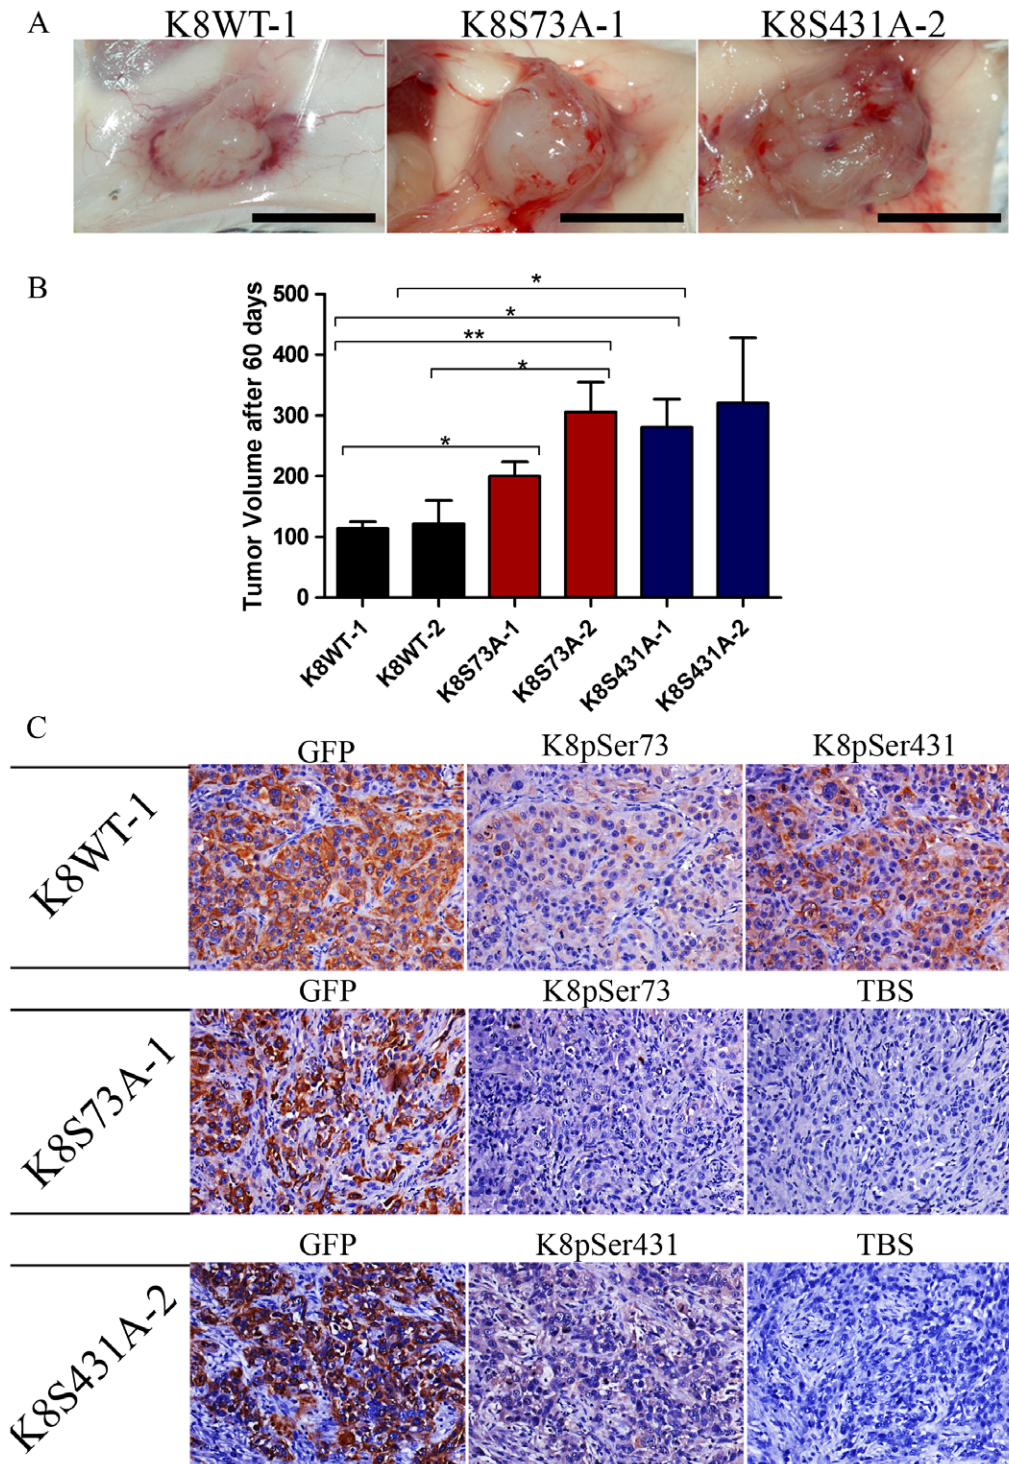 A
K8WT-1 K8S73A-1 K8S431A-2
B
Tumor Volume after 60 days
500
400
300
200
100
0
*
*
**
*
*
K8WT-1
K8WT-2
K8S73A-1
K8S73A-2
K8S431A-1
K8S431A-2
C
GFP K8pSer73 K8pSer431
K8WT-1
GFP K8pSer73 TBS
K8S73A-1
GFP K8pSer431 TBS
K8S431A-2